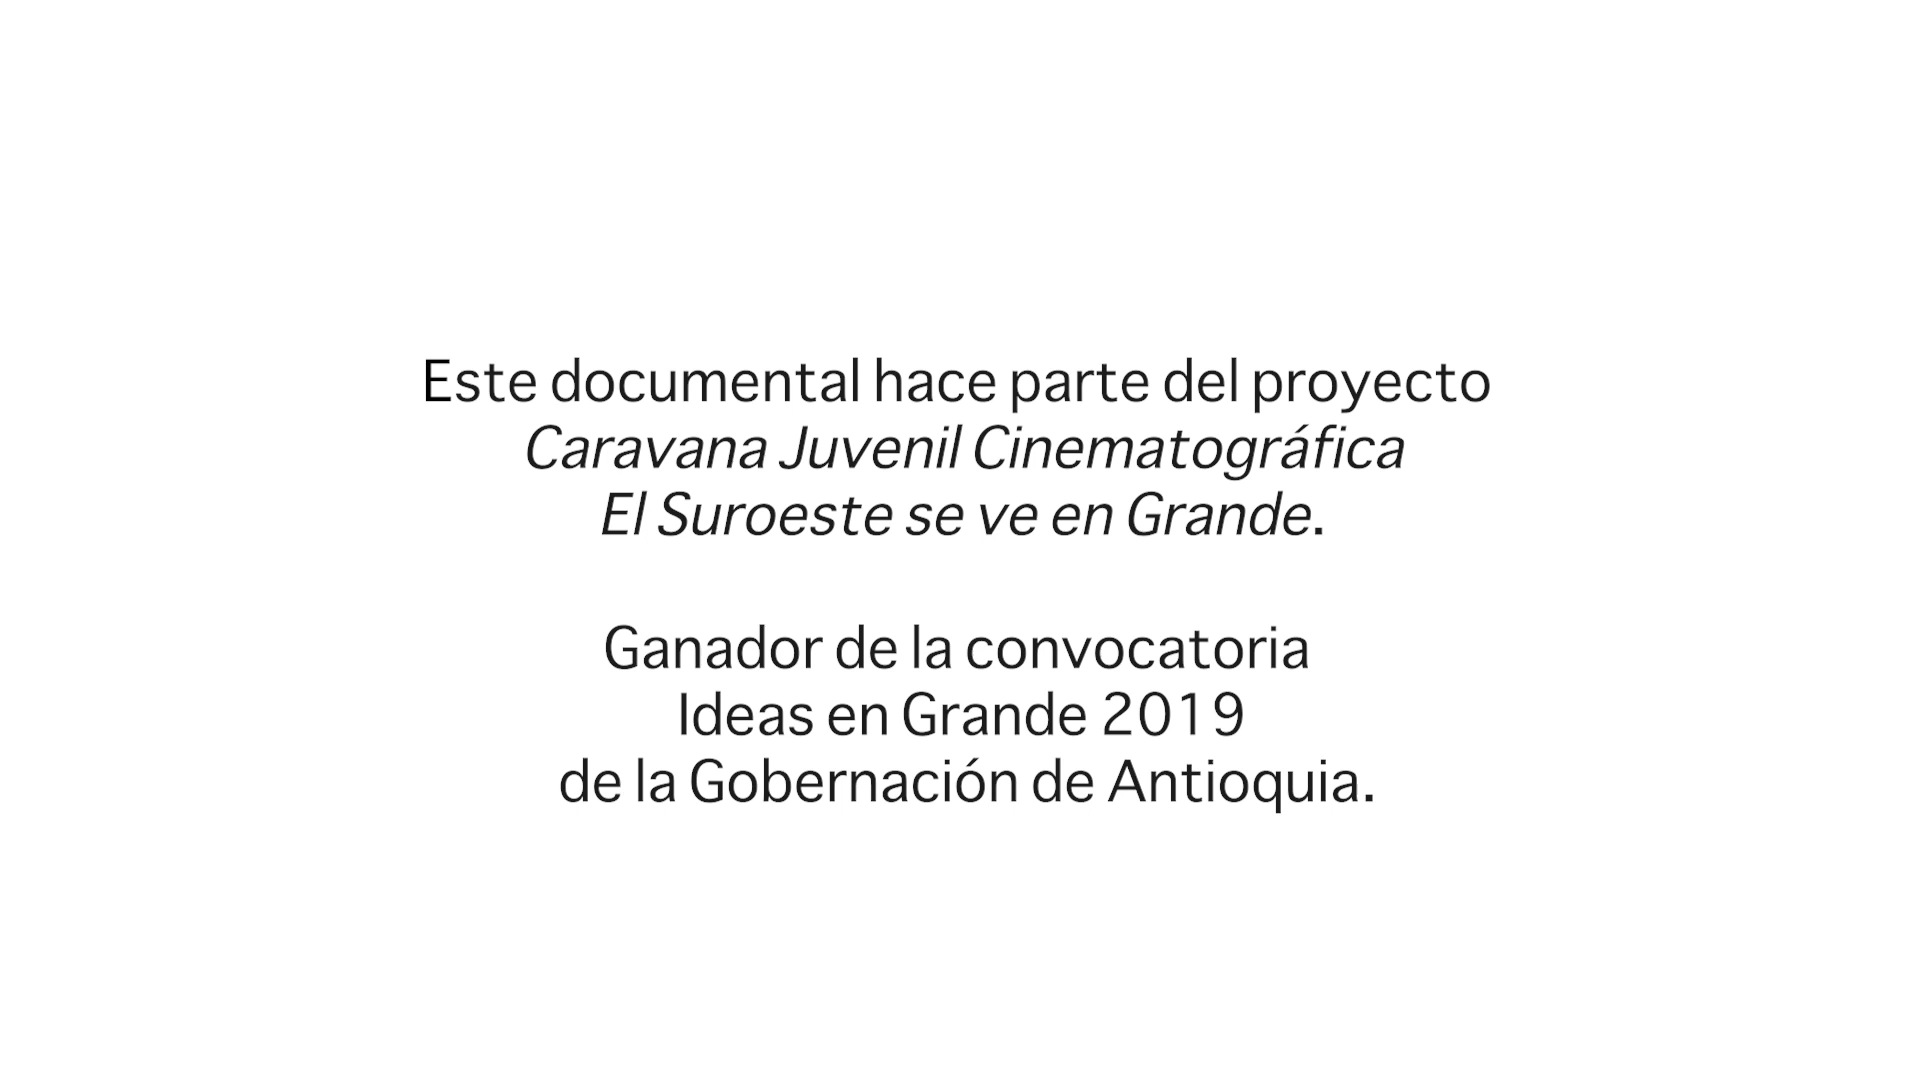 Este documental hace parte del proyecto
Caravana Juvenil Cinematográfica
El Suroeste se ve en Grande.
Ganador de la convocatoria
Ideas en Grande 2019
de la Gobernación de Antioquia.